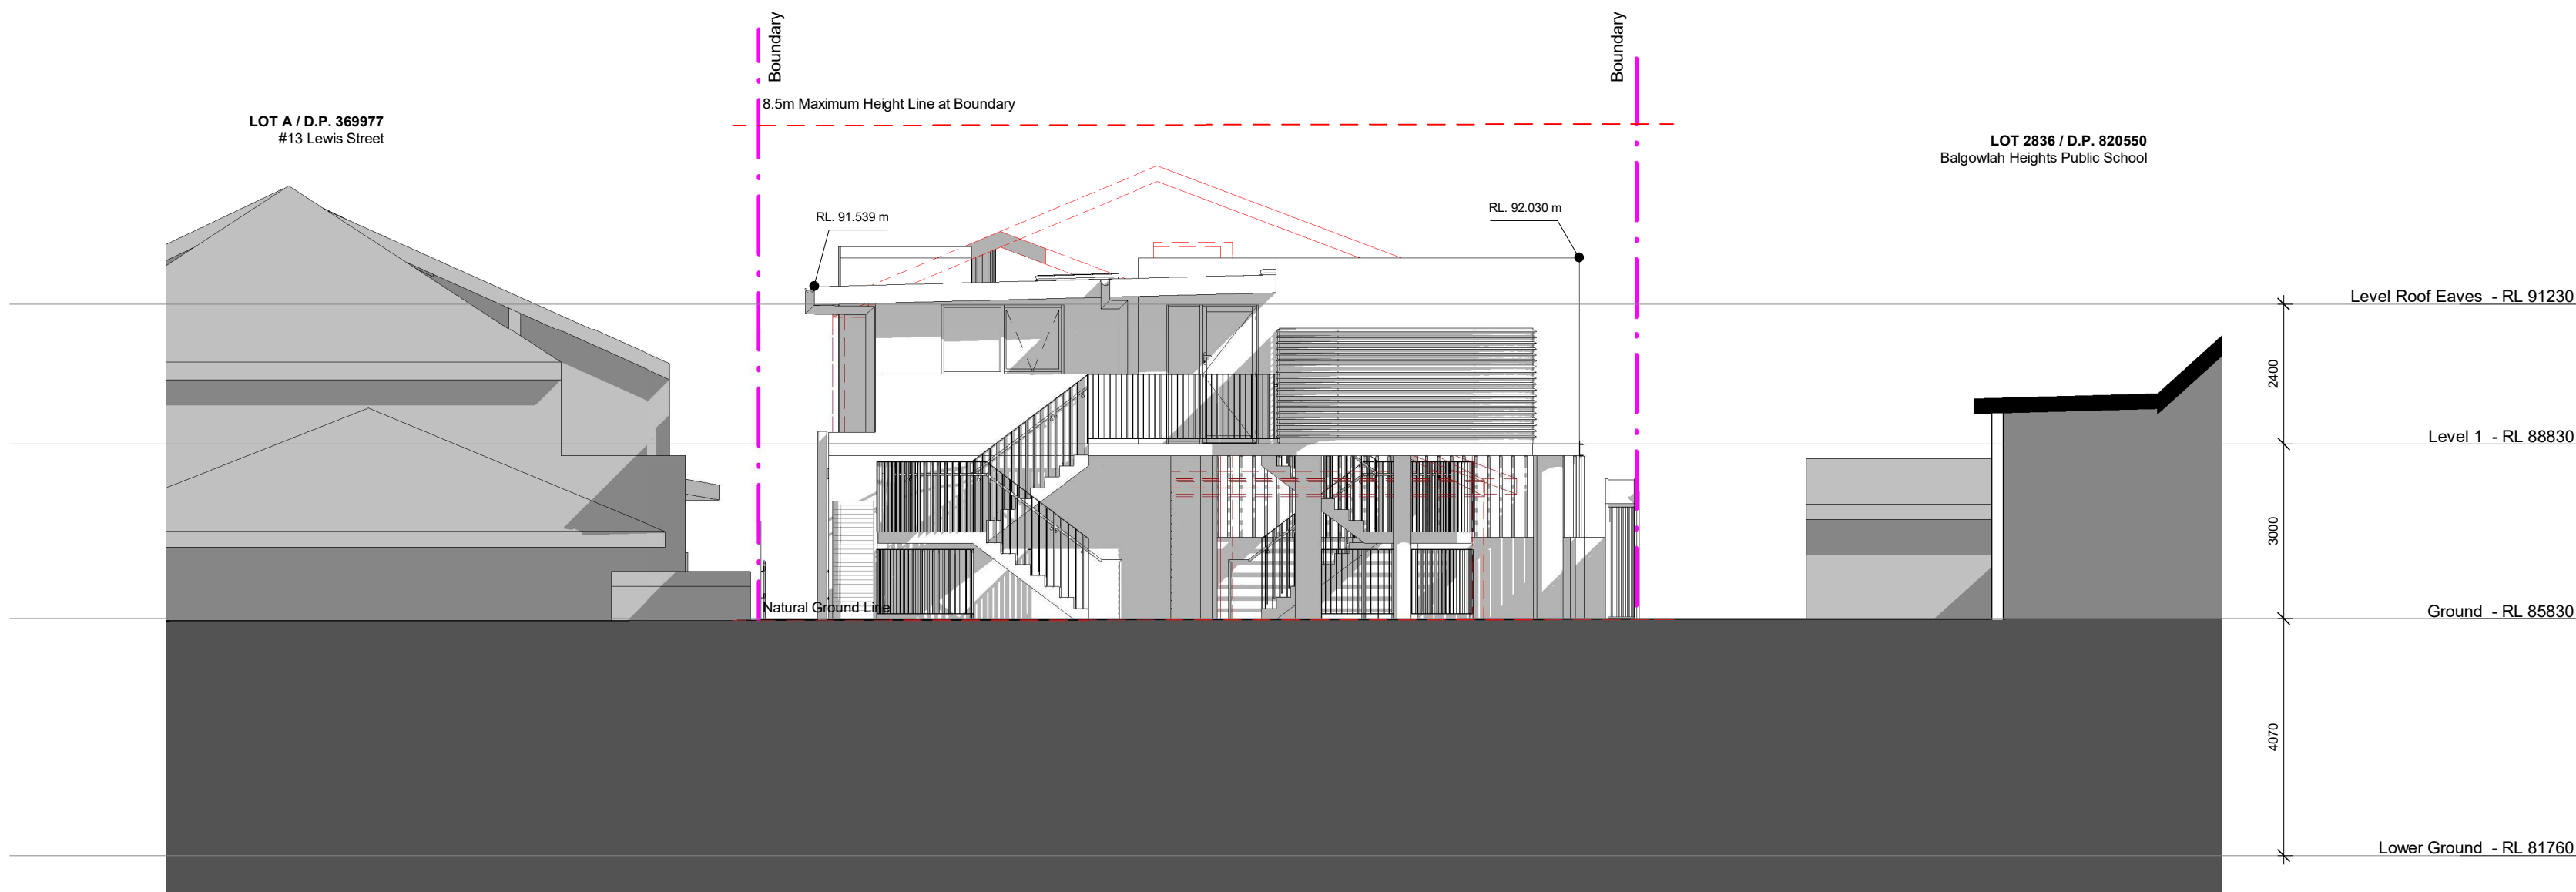 Boundary
Boundary
8.5m Maximum Height Line at Boundary
LOT A / D.P. 369977
#13 Lewis Street
LOT 2836 / D.P. 820550
Balgowlah Heights Public School
RL. 91.539 m
RL. 92.030 m
Level Roof Eaves - RL 91230
2400
Level 1 - RL 88830
3000
Natural Ground Line
Ground - RL 85830
4070
Lower Ground - RL 81760